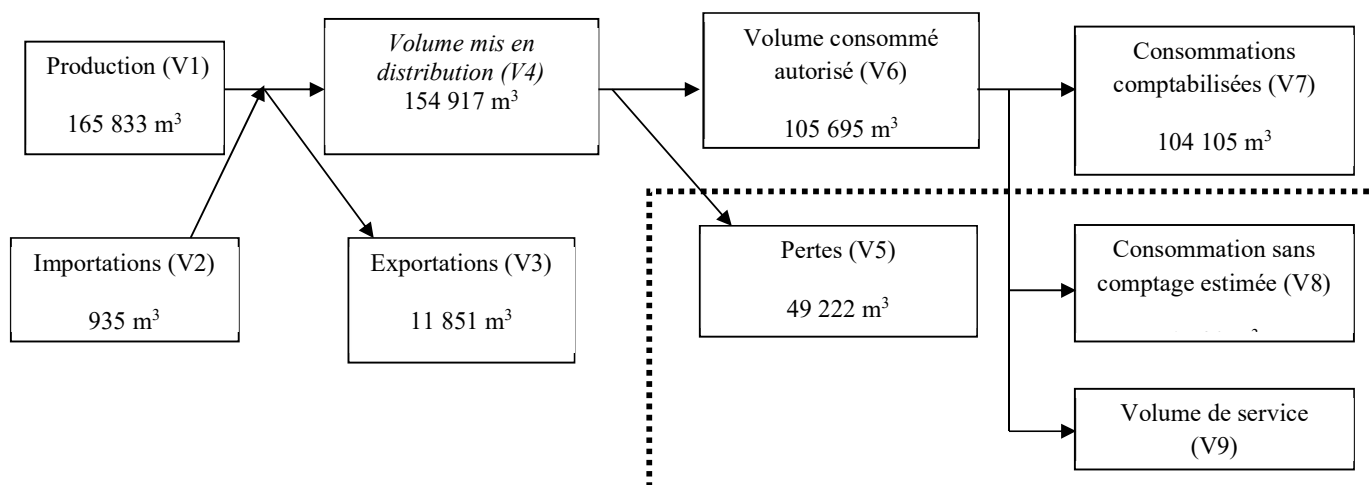 Production (V1)
165 833 m³
Volume mis en
distribution (V4)
154 917 m³
Volume consommé
autorisé (V6)
105 695 m³
Consommations
comptabilisées (V7)
104 105 m³
Importations (V2)
935 m³
Exportations (V3)
11 851 m³
Pertes (V5)
49 222 m³
Consommation sans
comptage estimée (V8)
Volume de service
(V9)